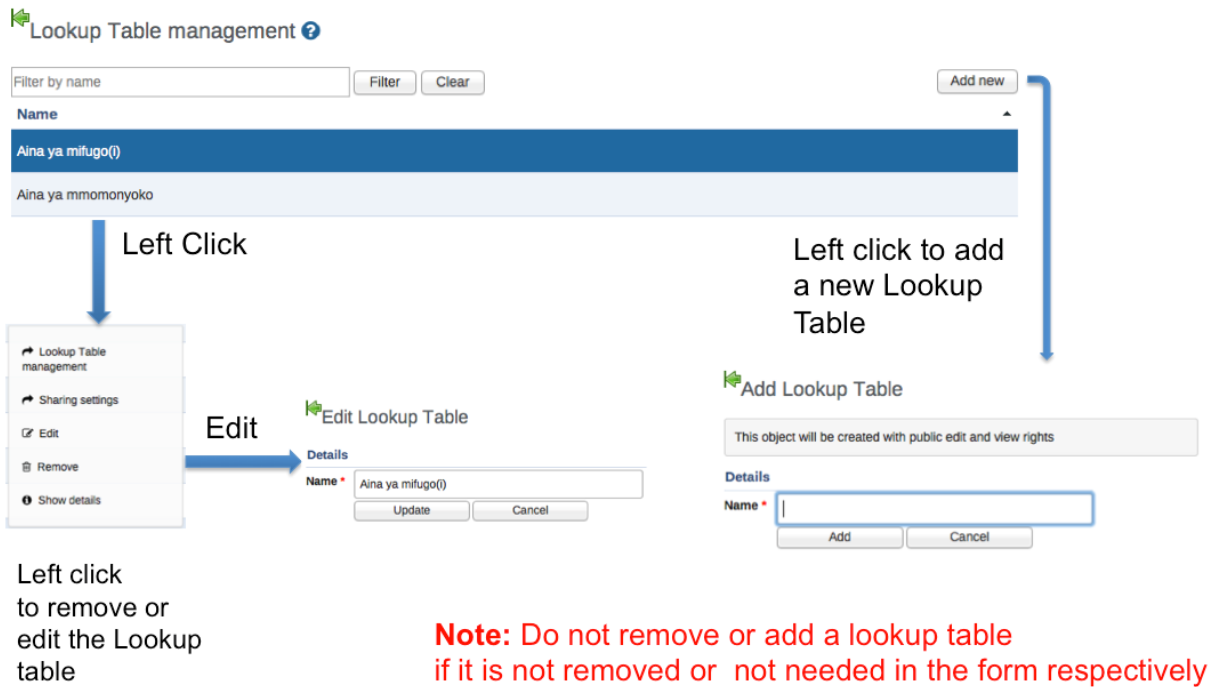 Lookup Table management ?
Filter by name
Filter
Clear
Add new
Name
Aina ya mifugo(i)
Aina ya mmomonyoko
Left Click
Left click to add
a new Lookup
Table
Lookup Table
management
Sharing settings
Edit
Remove
Show details
Edit
Edit Lookup Table
Details
Name *
Aina ya mifugo(i)
Update
Cancel
Add Lookup Table
This object will be created with public edit and view rights
Details
Name *
Add
Cancel
Left click
to remove or
edit the Lookup
table
Note: Do not remove or add a lookup table
if it is not removed or  not needed in the form respectively